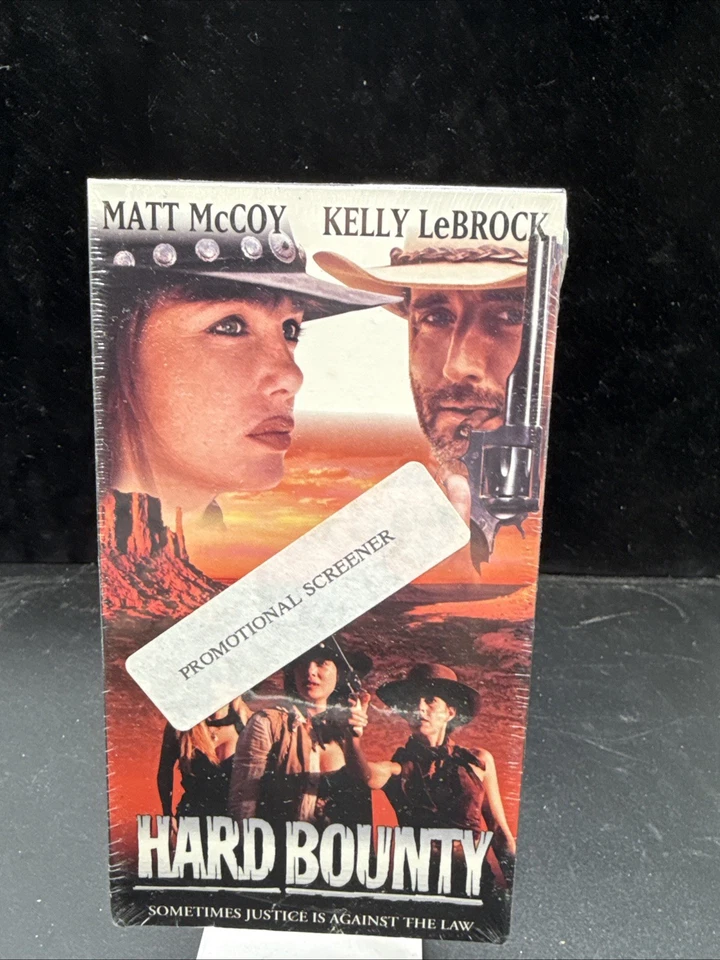 MATT McCOY KELLY LeBROCK
PROMOTIONAL SCREENER
HARD BOUNTY
SOMETIMES JUSTICE IS AGAINST THE LAW